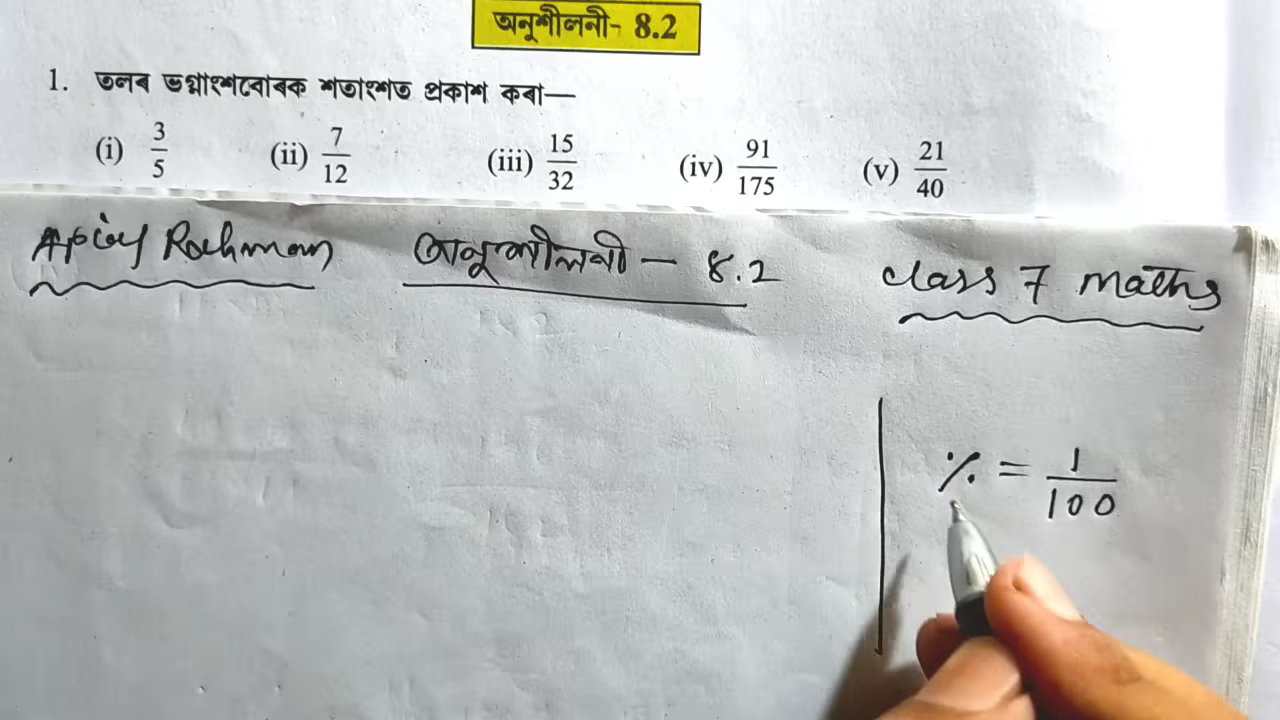 অনুশীলনী- 8.2
1. তলৰ ভগ্নাংশবোৰক শতাংশত প্ৰকাশ কৰা—
(i) 3/5 (ii) 7/12 (iii) 15/32 (iv) 91/175 (v) 21/40
Rahman অনুশীলনী — 8.2 class 7 maths
% = 1/100